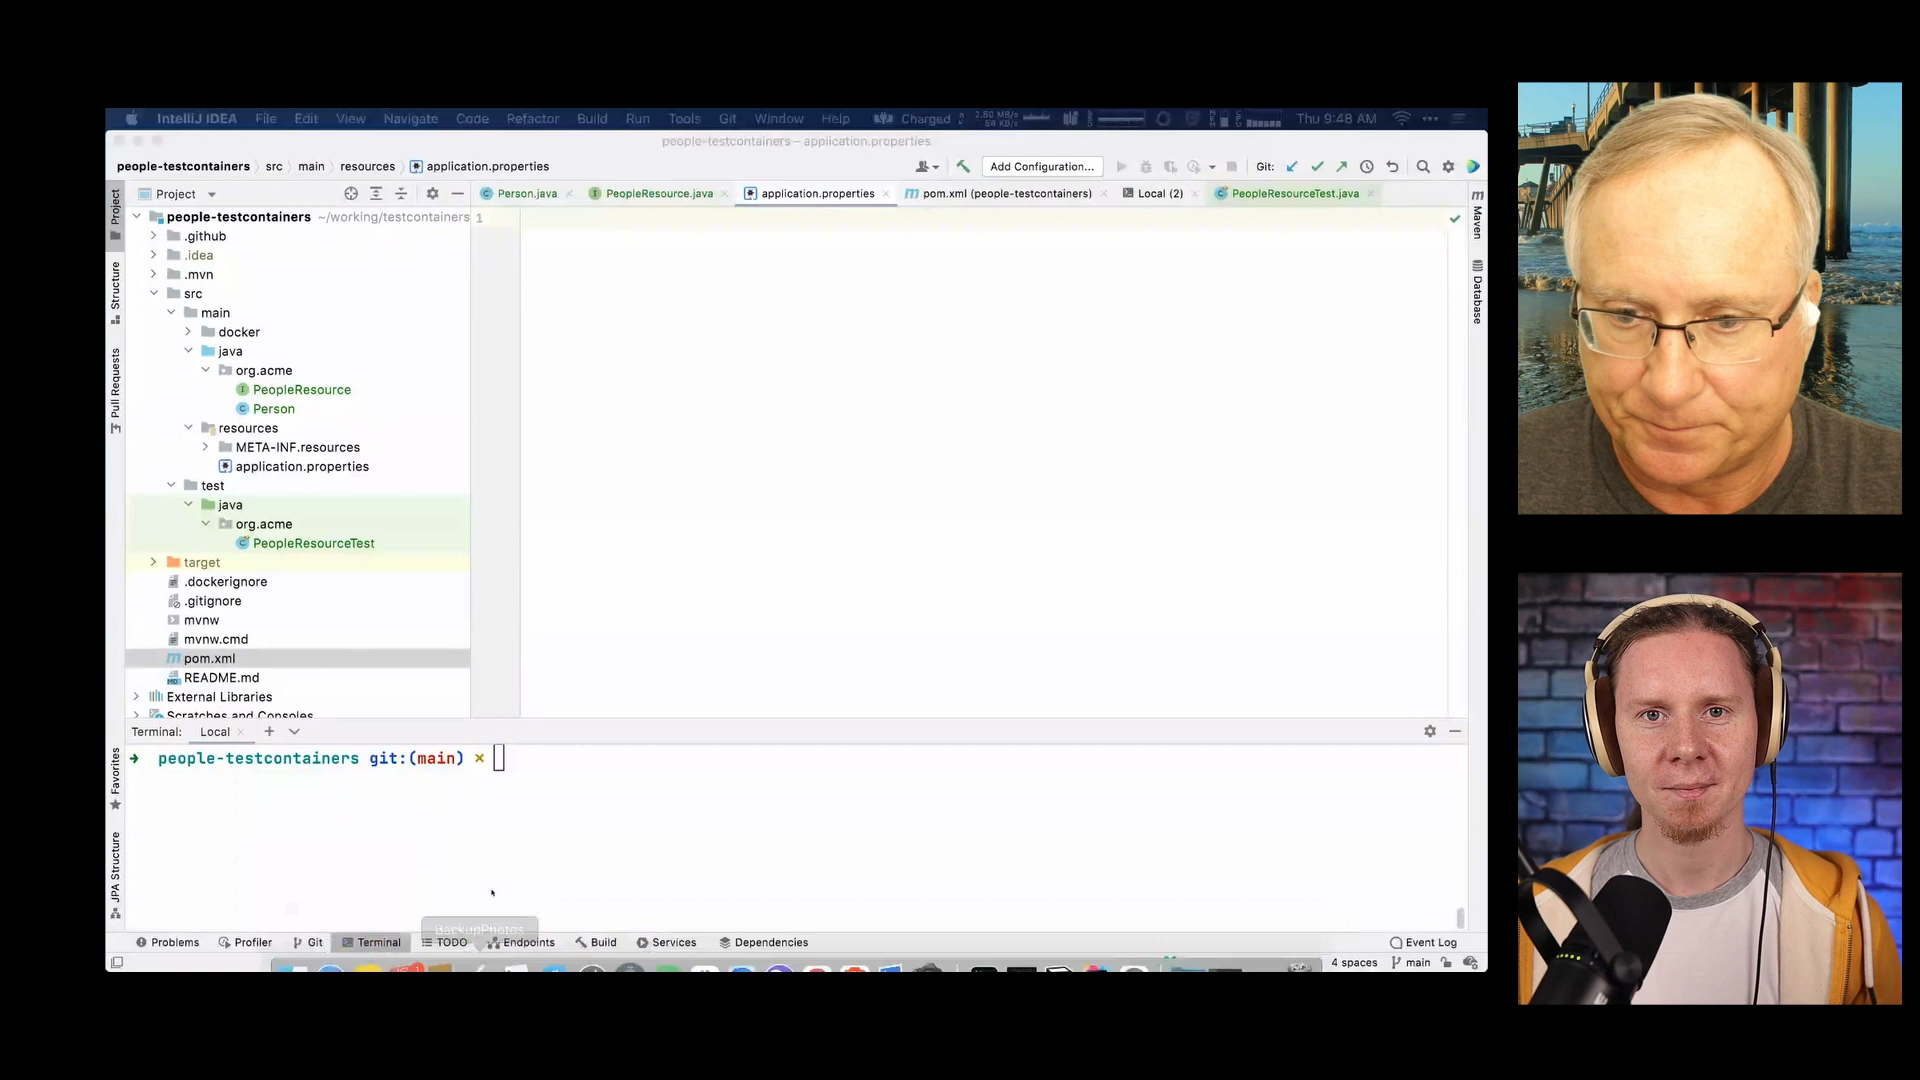 IntelliJ IDEA File Edit View Navigate Code Refactor Build Run Tools Git Window Help Charged Thu 9:48 AM
people-testcontainers – application.properties
people-testcontainers src main resources application.properties Add Configuration... Git:
Project Person.java PeopleResource.java application.properties pom.xml (people-testcontainers) Local (2) PeopleResourceTest.java
people-testcontainers ~/working/testcontainers 1
.github
.idea
.mvn
src
main
docker
java
org.acme
PeopleResource
Person
resources
META-INF.resources
application.properties
test
java
org.acme
PeopleResourceTest
target
.dockerignore
.gitignore
mvnw
mvnw.cmd
pom.xml
README.md
External Libraries
Scratches and Consoles
Project
Structure
Pull Requests
Favorites
JPA Structure
Maven
Database
Terminal: Local
people-testcontainers git:(main) ×
BackupPhotos
Problems Profiler Git Terminal TODO Endpoints Build Services Dependencies Event Log
4 spaces main